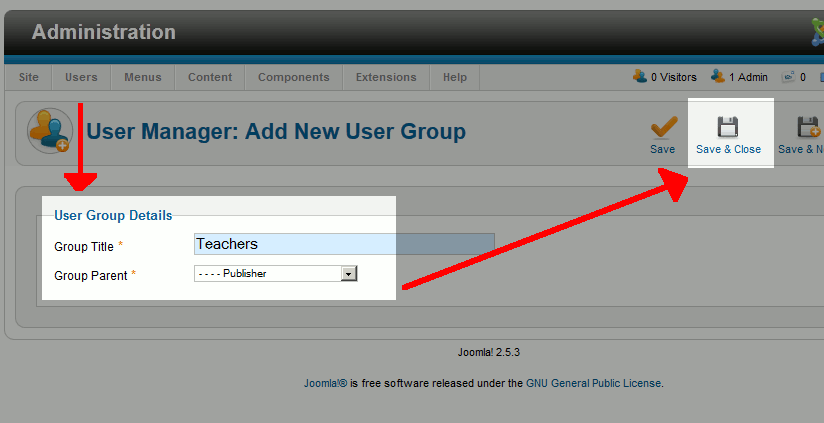 Administration
Site Users Menus Content Components Extensions Help 0 Visitors 1 Admin 0
User Manager: Add New User Group
Save Save & Close Save & N
User Group Details
Group Title * Teachers
Group Parent * - - - - Publisher
Joomla! 2.5.3
Joomla!® is free software released under the GNU General Public License.